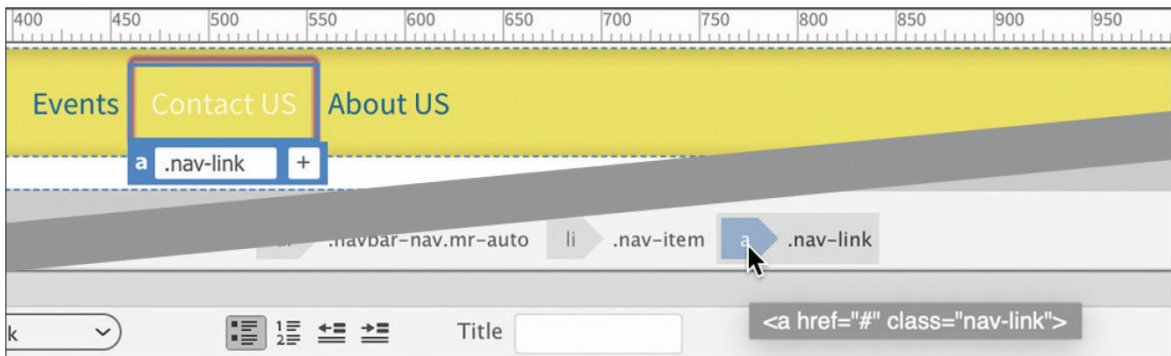 400 450 500 550 600 650 700 750 800 850 900 950
Events Contact US About US
a .nav-link +
.navbar-nav.mr-auto li .nav-item a .nav-link
<a href="#" class="nav-link">
k Title